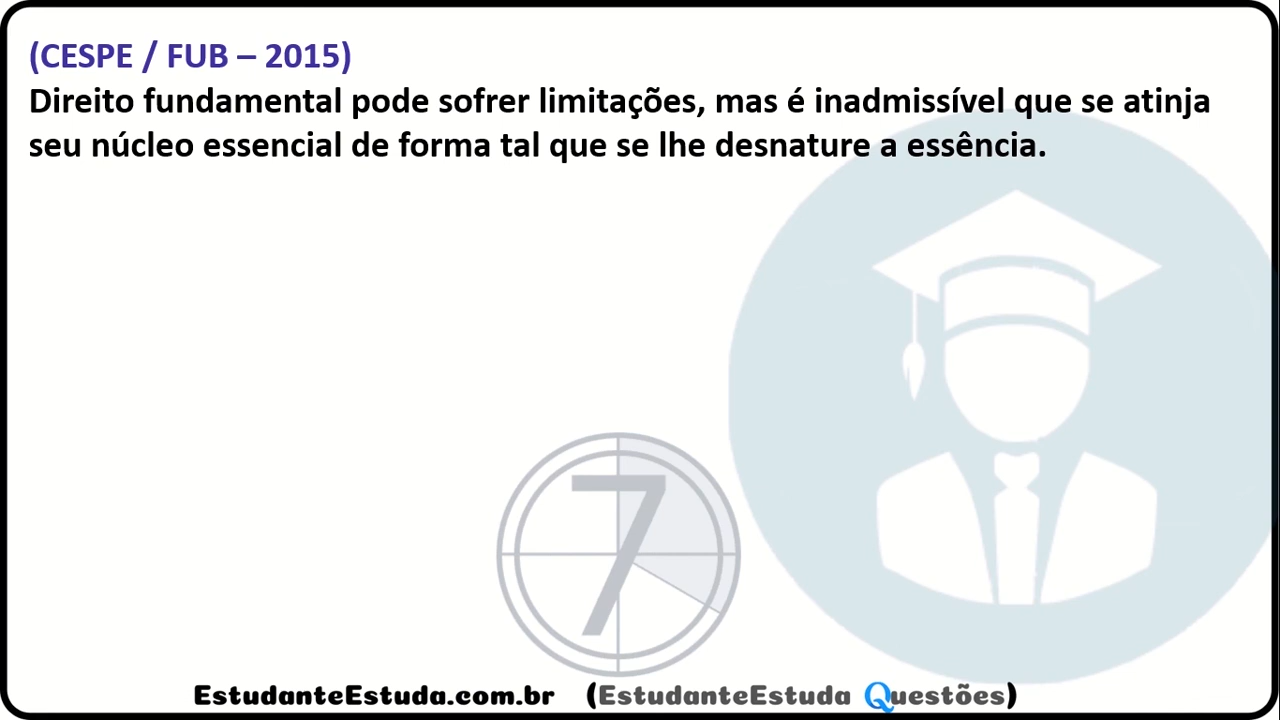 (CESPE / FUB – 2015)
Direito fundamental pode sofrer limitações, mas é inadmissível que se atinja
seu núcleo essencial de forma tal que se lhe desnature a essência.
7
EstudanteEstuda.com.br (EstudanteEstuda Questões)